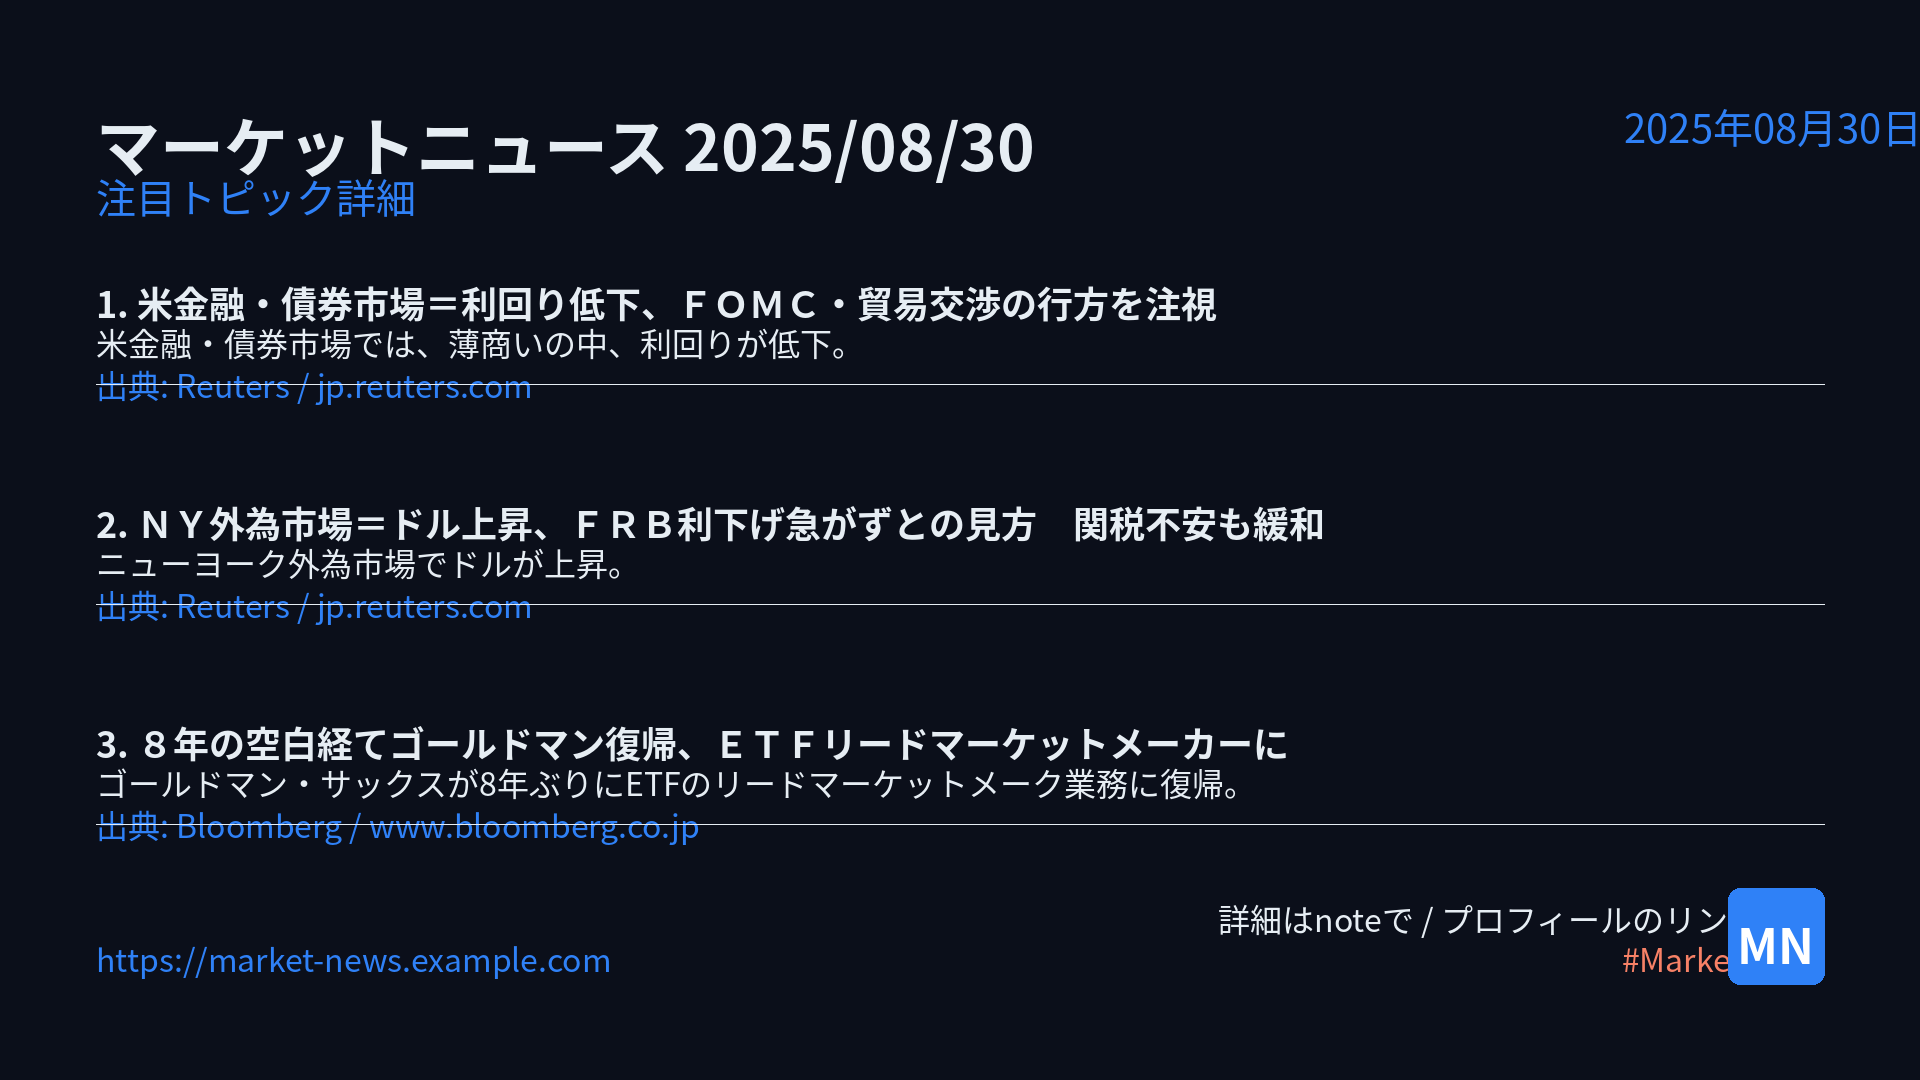 マーケットニュース 2025/08/30
2025年08月30日
注目トピック詳細
1. 米金融・債券市場＝利回り低下、ＦＯＭＣ・貿易交渉の行方を注視
米金融・債券市場では、薄商いの中、利回りが低下。
出典: Reuters / jp.reuters.com
2. ＮＹ外為市場＝ドル上昇、ＦＲＢ利下げ急がずとの見方　関税不安も緩和
ニューヨーク外為市場でドルが上昇。
出典: Reuters / jp.reuters.com
3. ８年の空白経てゴールドマン復帰、ＥＴＦリードマーケットメーカーに
ゴールドマン・サックスが8年ぶりにETFのリードマーケットメーク業務に復帰。
出典: Bloomberg / www.bloomberg.co.jp
詳細はnoteで / プロフィールのリン
https://market-news.example.com
#Marke
MN